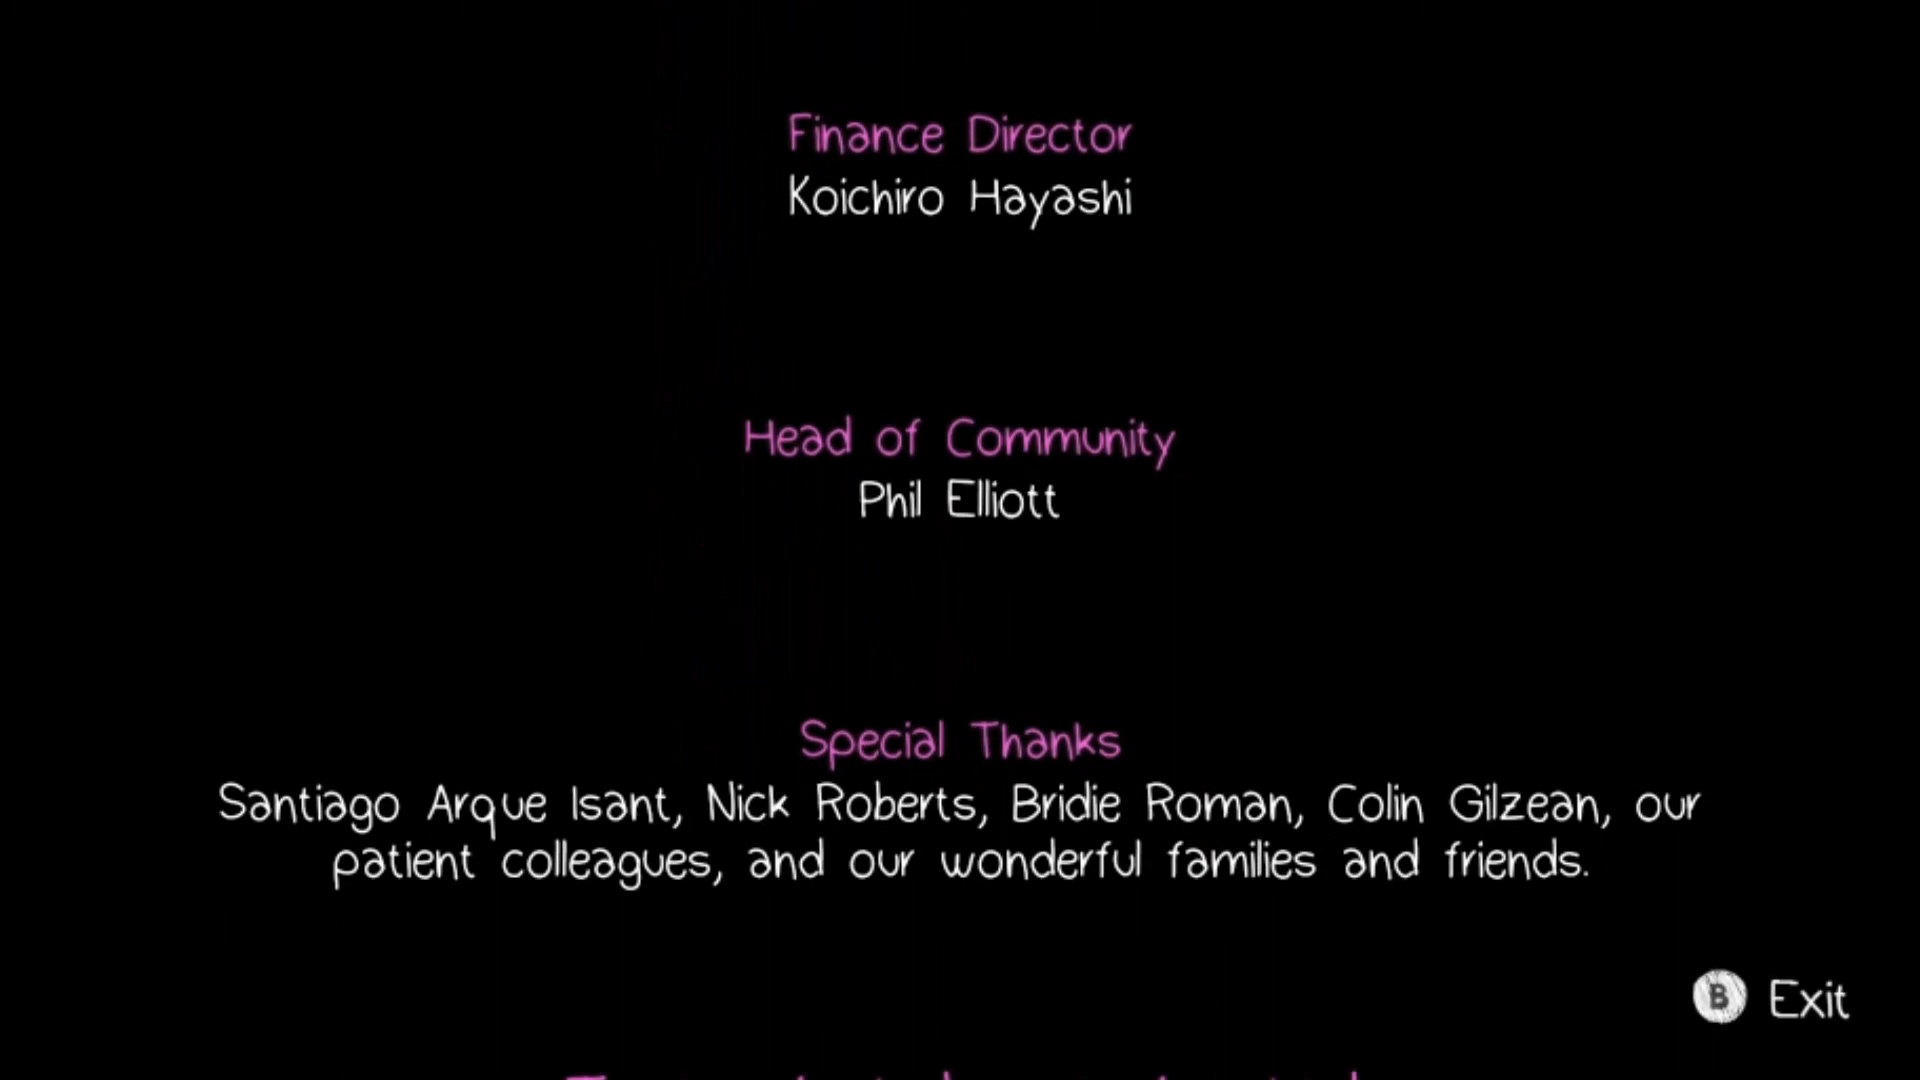 Finance Director
Koichiro Hayashi
Head of Community
Phil Elliott
Special Thanks
Santiago Arque Isant, Nick Roberts, Bridie Roman, Colin Gilzean, our
patient colleagues, and our wonderful families and friends.
B Exit